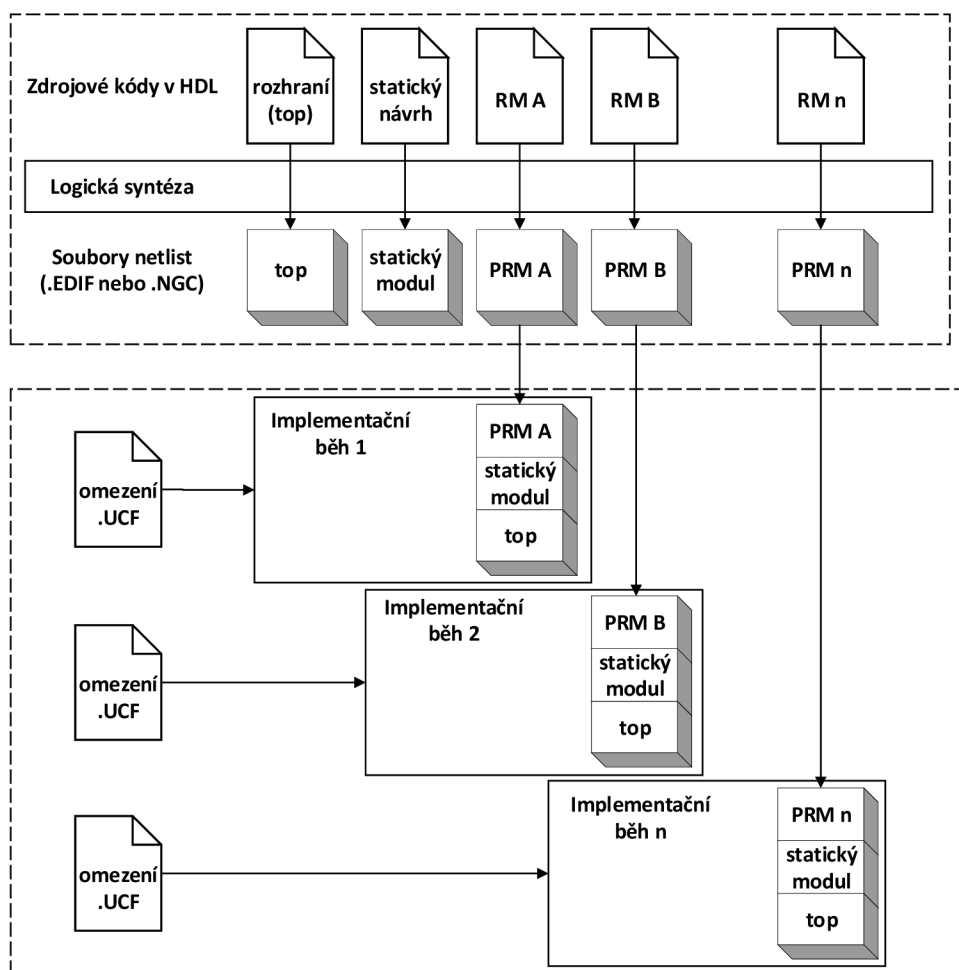 Zdrojové kódy v HDL
rozhraní
(top)
statický
návrh
RM A
RM B
RM n
Logická syntéza
Soubory netlist
(.EDIF nebo .NGC)
top
statický
modul
PRM A
PRM B
PRM n
Implementační
běh 1
PRM A
statický
modul
top
omezení
.UCF
Implementační
běh 2
PRM B
statický
modul
top
omezení
.UCF
Implementační
běh n
PRM n
statický
modul
top
omezení
.UCF